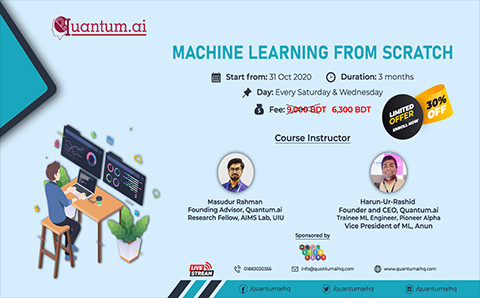 Quantum.ai
MACHINE LEARNING FROM SCRATCH
Start from: 31 Oct 2020 Duration: 3 months
Day: Every Saturday & Wednesday
Fee: 9,000 BDT 6,300 BDT
LIMITED
OFFER
ENROLL NOW
30%
OFF
Course Instructor
Masudur Rahman
Founding Advisor, Quantum.ai
Research Fellow, AIMS Lab, UIU
Harun-Ur-Rashid
Founder and CEO, Quantum.ai
Trainee ML Engineer, Pioneer Alpha
Vice President of ML, Anun
Sponsored by
LIVE
STREAM
01883020356 info@quantumaihq.com www.quantumaihq.com
/quantumaihq /quantumaihq /quantumaihq